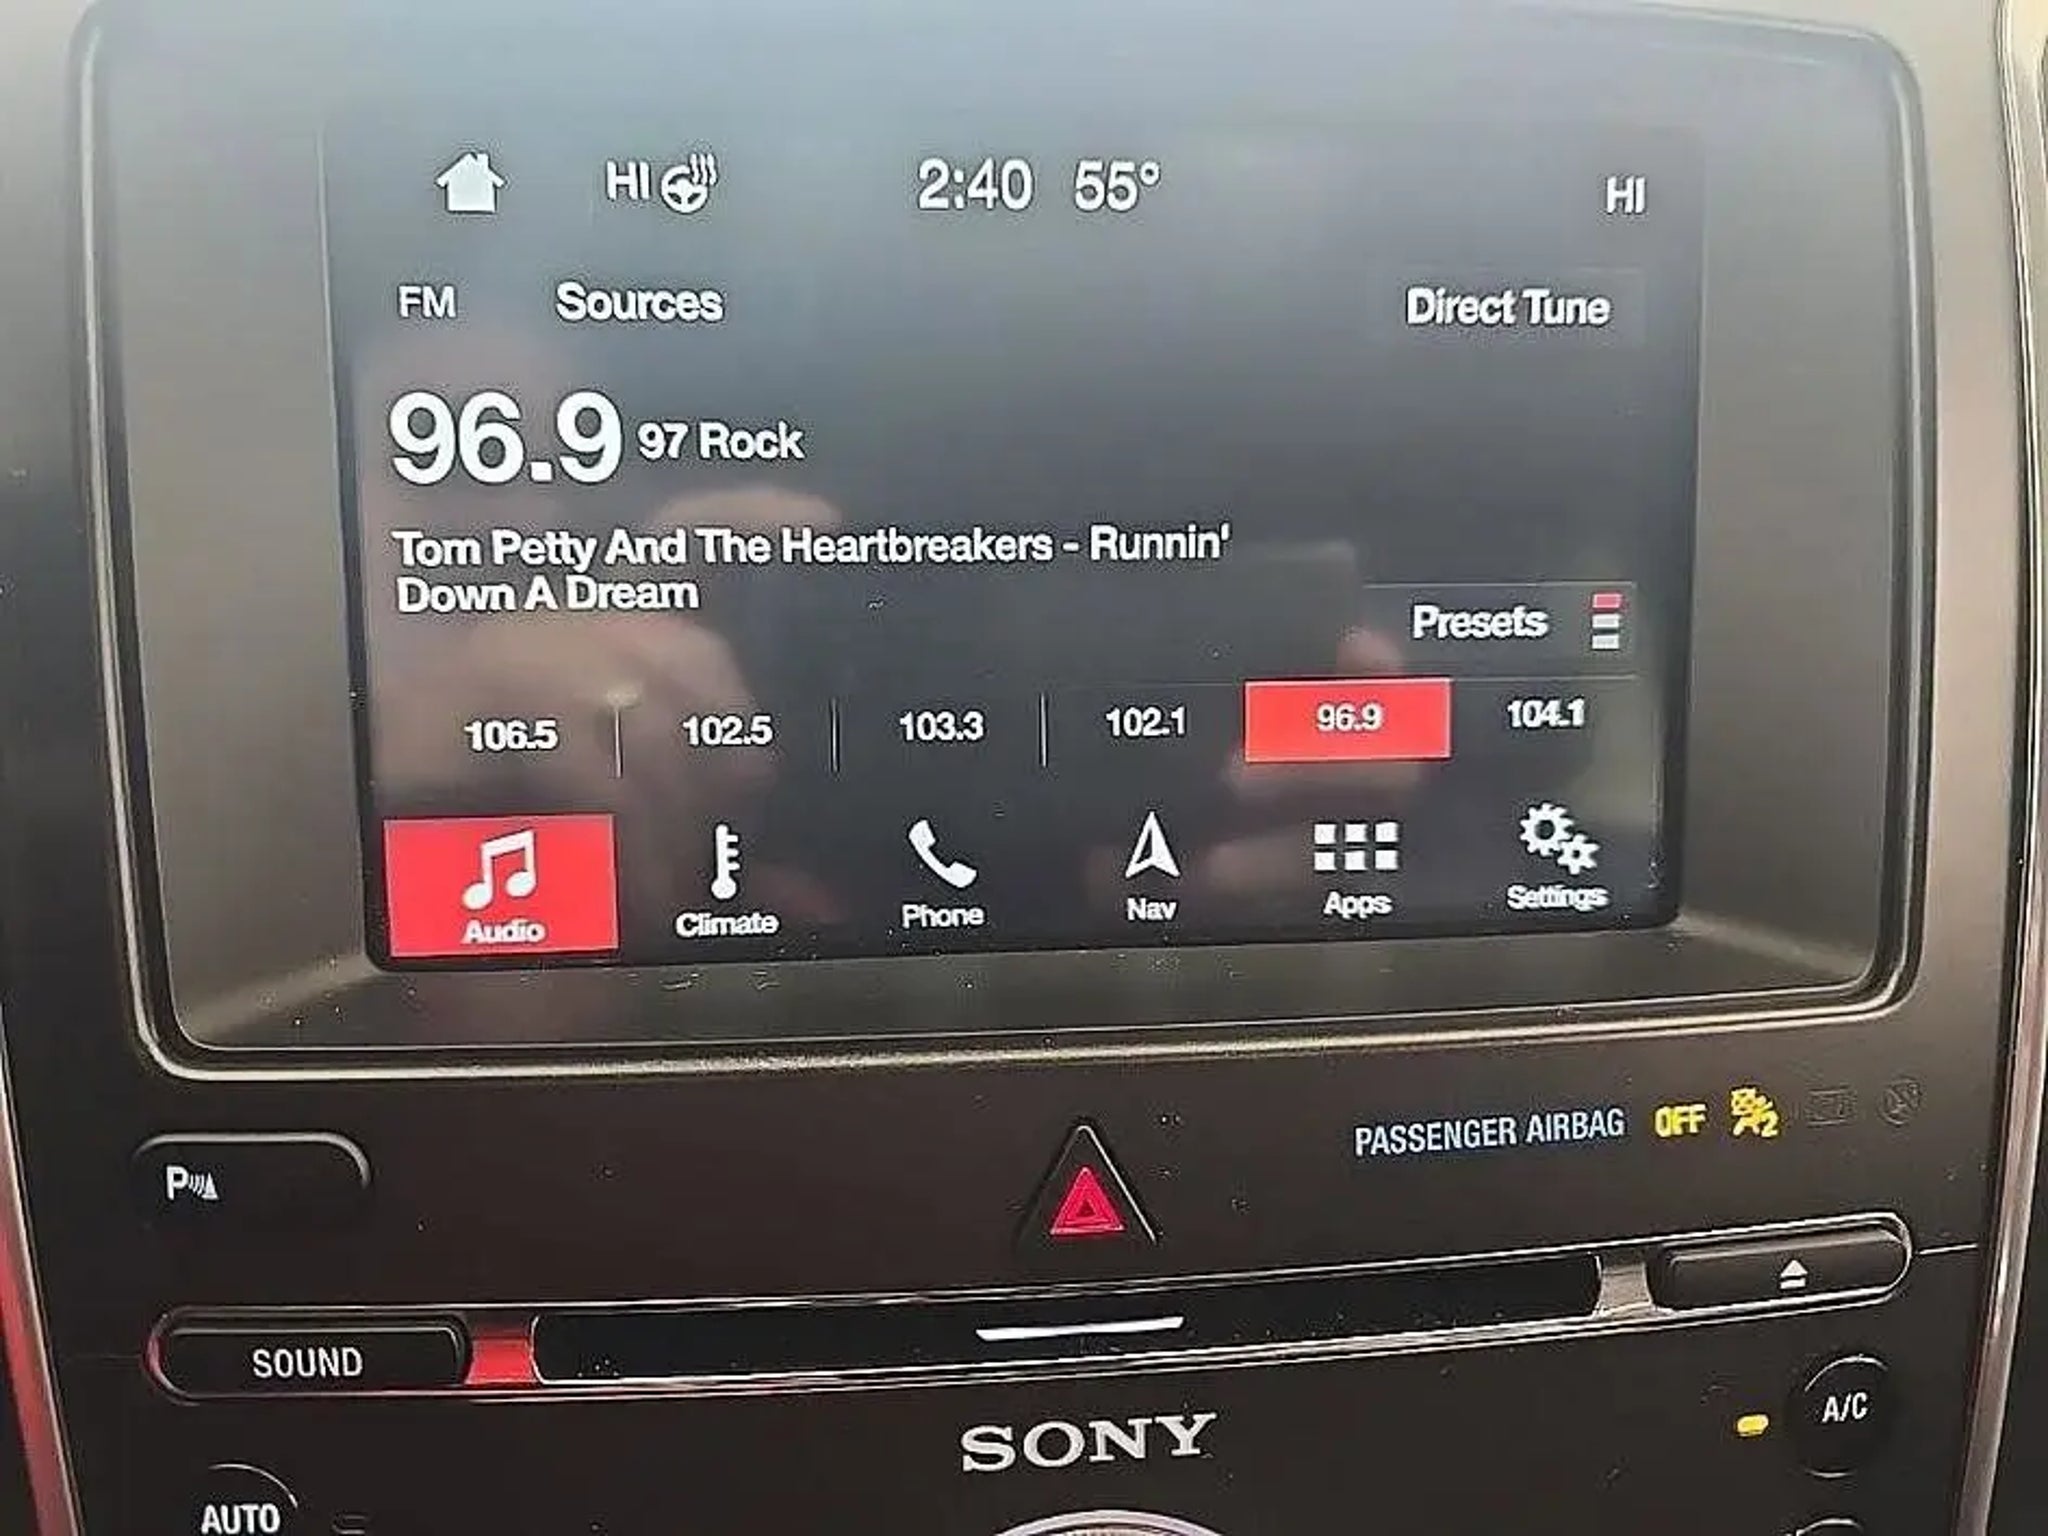 HI
2:40 55°
HI
FM
Sources
Direct Tune
96.9 97 Rock
Tom Petty And The Heartbreakers - Runnin'
Down A Dream
Presets
106.5
102.5
103.3
102.1
96.9
104.1
Audio
Climate
Phone
Nav
Apps
Settings
PASSENGER AIRBAG OFF
2
P
SOUND
SONY
A/C
AUTO